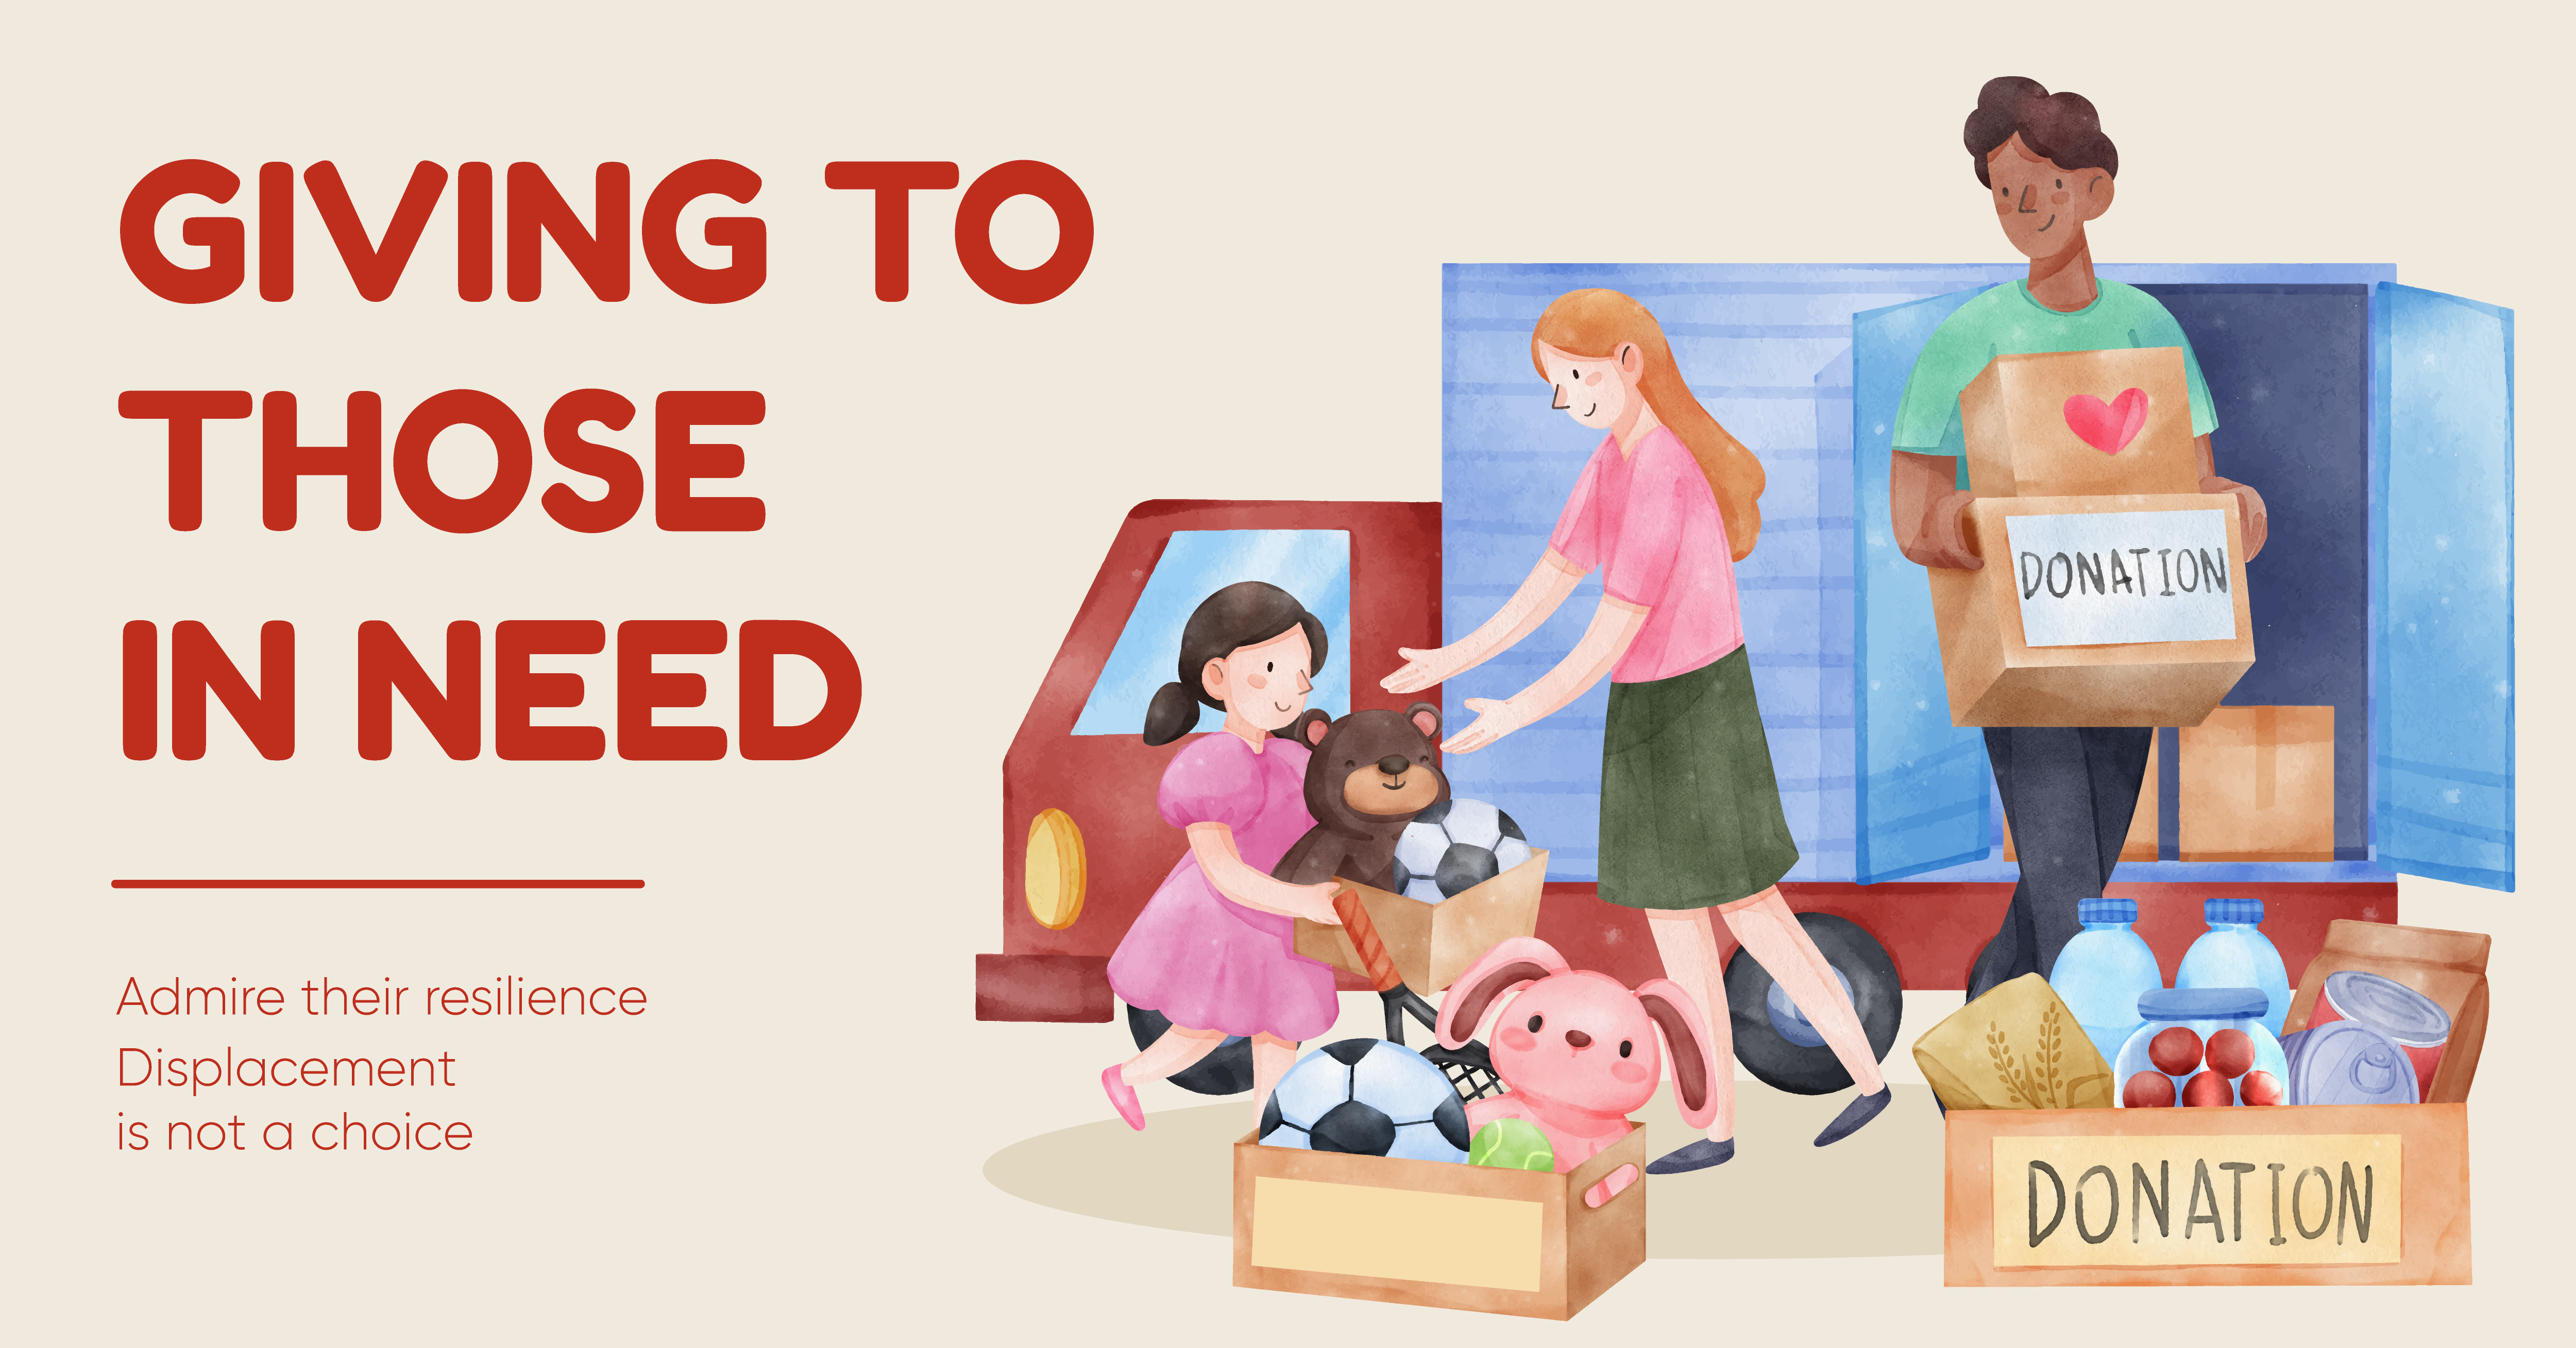 GIVING TO
THOSE
IN NEED
Admire their resilience
Displacement
is not a choice
DONATION
DONATION